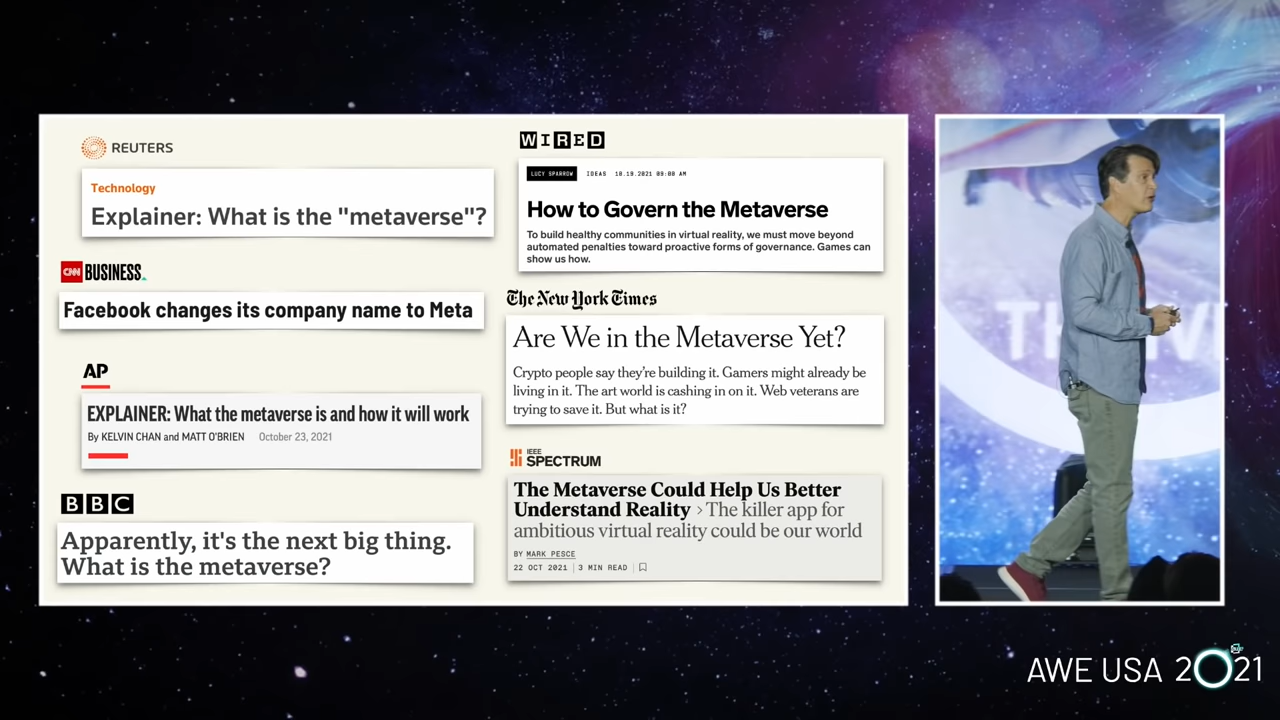 REUTERS
Technology
Explainer: What is the "metaverse"?
CNN BUSINESS
Facebook changes its company name to Meta
AP
EXPLAINER: What the metaverse is and how it will work
By KELVIN CHAN and MATT O'BRIEN October 23, 2021
BBC
Apparently, it's the next big thing.
What is the metaverse?
WIRED
LUCY SPARROW IDEAS 10.19.2021 09:00 AM
How to Govern the Metaverse
To build healthy communities in virtual reality, we must move beyond
automated penalties toward proactive forms of governance. Games can
show us how.
The New York Times
Are We in the Metaverse Yet?
Crypto people say they're building it. Gamers might already be
living in it. The art world is cashing in on it. Web veterans are
trying to save it. But what is it?
IEEE
SPECTRUM
The Metaverse Could Help Us Better
Understand Reality › The killer app for
ambitious virtual reality could be our world
BY MARK PESCE
22 OCT 2021 | 3 MIN READ |
AWE USA 2021